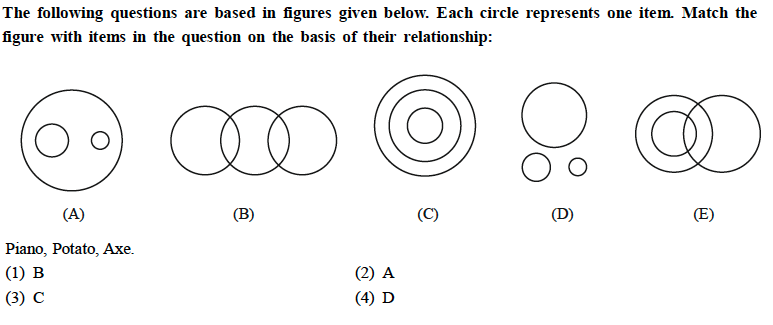 The following questions are based in figures given below. Each circle represents one item. Match the
figure with items in the question on the basis of their relationship:
(A) (B) (C) (D) (E)
Piano, Potato, Axe.
(1) B (2) A
(3) C (4) D